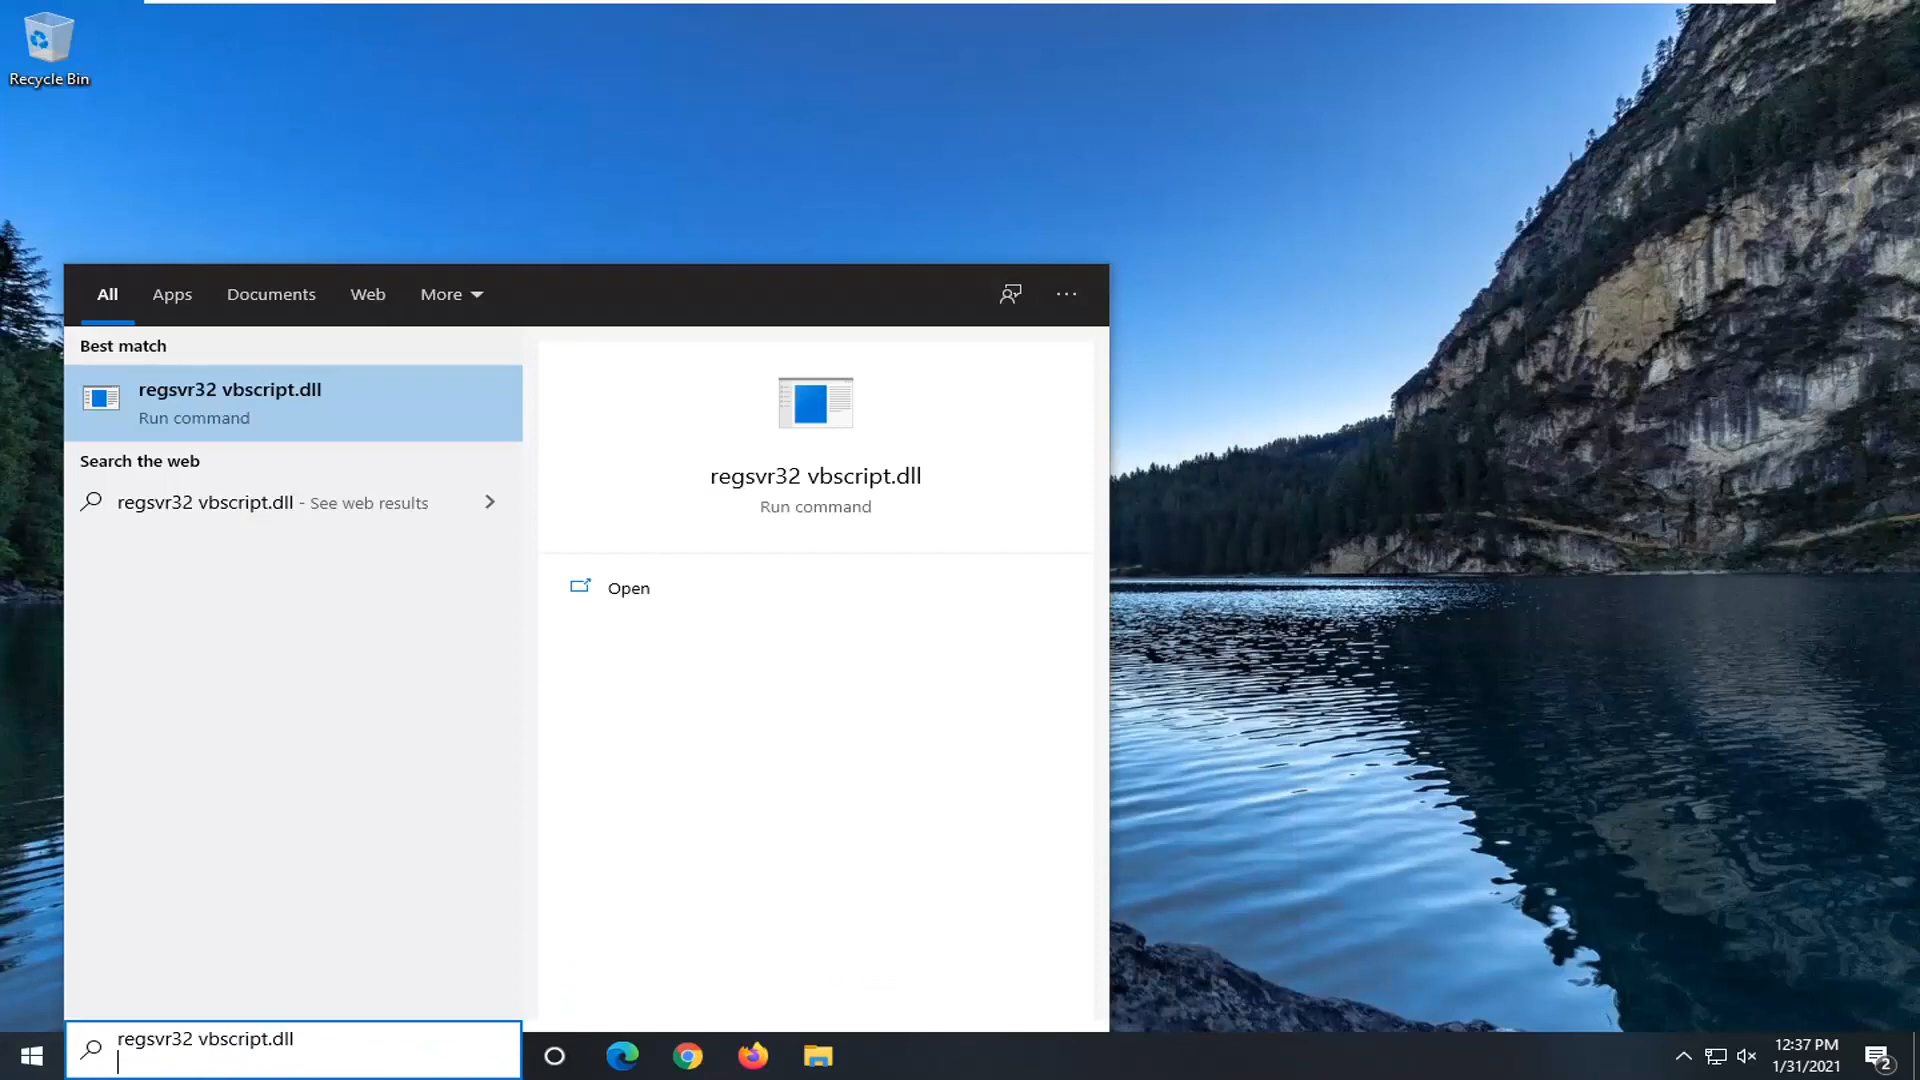 Recycle Bin
All Apps Documents Web More
Best match
regsvr32 vbscript.dll
Run command
Search the web
regsvr32 vbscript.dll - See web results
regsvr32 vbscript.dll
Run command
Open
regsvr32 vbscript.dll
12:37 PM
1/31/2021
2